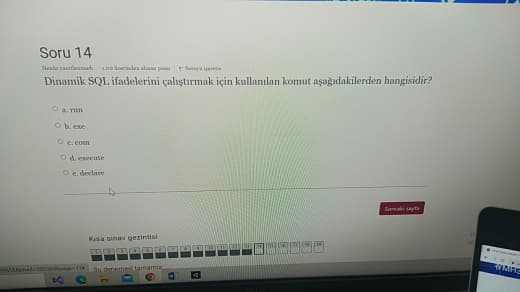 Soru 14
Henüz yanıtlanmadı 1,00 üzerinden alınan puan Soruyu işaretle
Dinamik SQL ifadelerini çalıştırmak için kullanılan komut aşağıdakilerden hangisidir?
a. run
b. exe
c. com
d. execute
e. declare
Sonraki sayfa
Kısa sınav gezintisi
Bu denemeyi tamamla